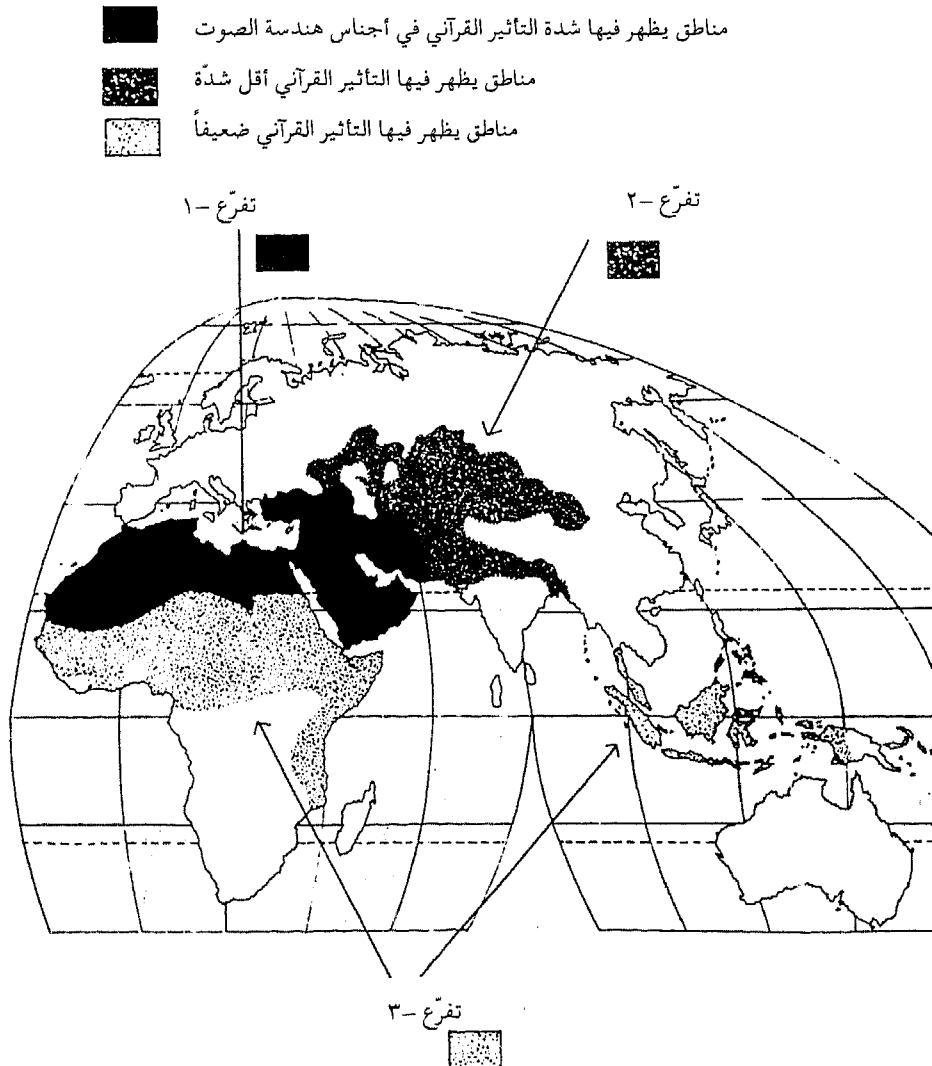 مناطق يظهر فيها شدة التأثير القرآني في أجناس هندسة الصوت
مناطق يظهر فيها التأثير القرآني أقل شدّة
مناطق يظهر فيها التأثير القرآني ضعيفاً
تفرّع -٢
تفرّع -١
تفرّع -٣